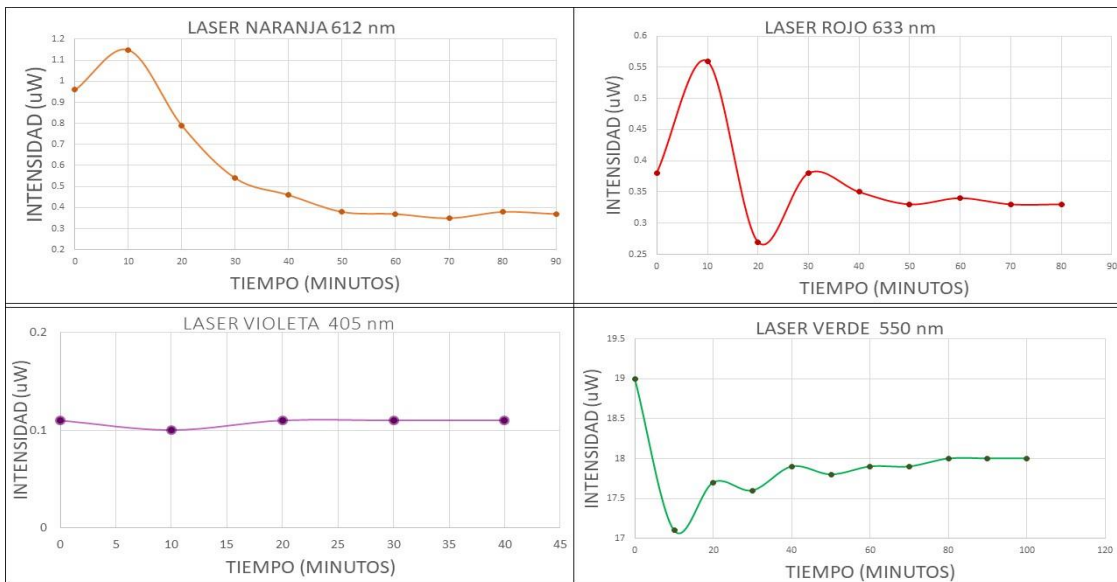 LASER NARANJA 612 nm
INTENSIDAD (uW)
1.2
1.1
1
0.9
0.8
0.7
0.6
0.5
0.4
0.3
0.2
0 10 20 30 40 50 60 70 80 90
TIEMPO (MINUTOS)
LASER ROJO 633 nm
INTENSIDAD (uW)
0.6
0.55
0.5
0.45
0.4
0.35
0.3
0.25
0 10 20 30 40 50 60 70 80 90
TIEMPO (MINUTOS)
LASER VIOLETA 405 nm
INTENSIDAD (uW)
0.2
0.1
0
0 5 10 15 20 25 30 35 40 45
TIEMPO (MINUTOS)
LASER VERDE 550 nm
INTENSIDAD (uW)
19.5
19
18.5
18
17.5
17
0 20 40 60 80 100 120
TIEMPO (MINUTOS)